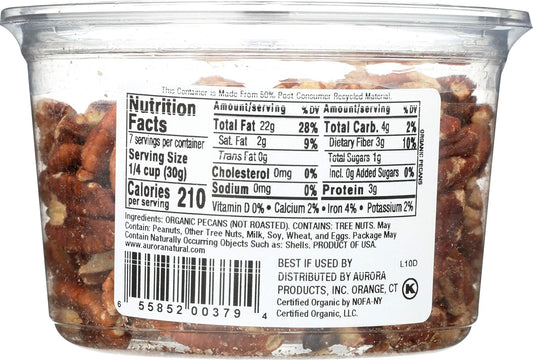 This Container is Made From 50% Post Consumer Recycled Material.
Nutrition
Facts
7 servings per container
Serving Size
1/4 cup (30g)
Calories
per serving 210
Amount/serving % DV
Total Fat 22g 28%
Sat. Fat 2g 9%
Trans Fat 0g
Cholesterol 0mg 0%
Sodium 0mg 0%
Amount/serving % DV
Total Carb. 4g 2%
Dietary Fiber 3g 10%
Total Sugars 1g
Incl. 0g Added Sugars 0%
Protein 3g
Vitamin D 0% • Calcium 2% • Iron 4% • Potassium 2%
ORGANIC PECANS
Ingredients: ORGANIC PECANS (NOT ROASTED). CONTAINS: TREE NUTS. May
Contain: Peanuts, Other Tree Nuts, Milk, Soy, Wheat, and Eggs. Package May
Contain Naturally Occurring Objects Such as: Shells. PRODUCT OF USA.
www.auroranatural.com
BEST IF USED BY L10D
DISTRIBUTED BY AURORA
PRODUCTS, INC. ORANGE, CT
Certified Organic by NOFA-NY
Certified Organic, LLC.
K
6 55852 00379 4